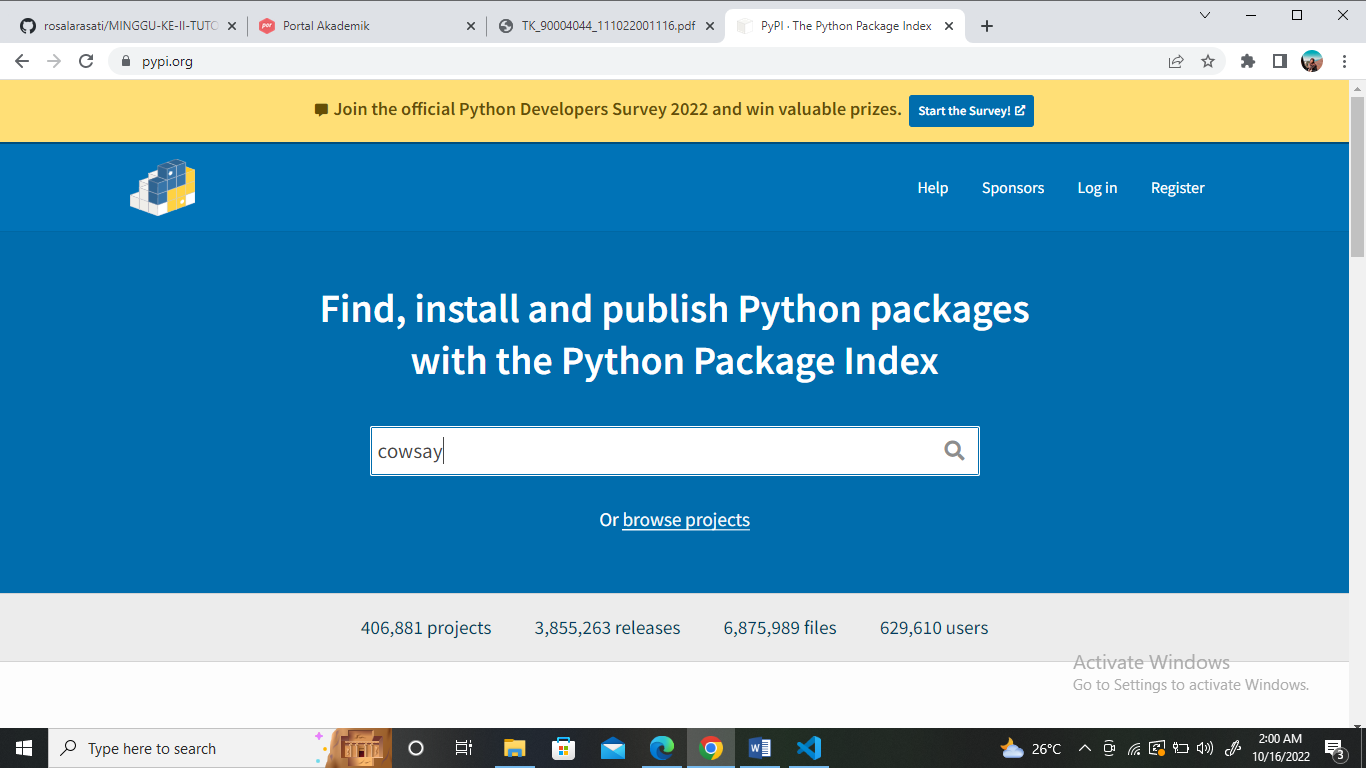 rosalarasati/MINGGU-KE-II-TUTO
Portal Akademik
TK_90004044_111022001116.pdf
PyPI · The Python Package Index
pypi.org
Join the official Python Developers Survey 2022 and win valuable prizes.
Start the Survey!
Help
Sponsors
Log in
Register
Find, install and publish Python packages
with the Python Package Index
cowsay
Or browse projects
406,881 projects
3,855,263 releases
6,875,989 files
629,610 users
Activate Windows
Go to Settings to activate Windows.
Type here to search
26°C
2:00 AM
10/16/2022
3